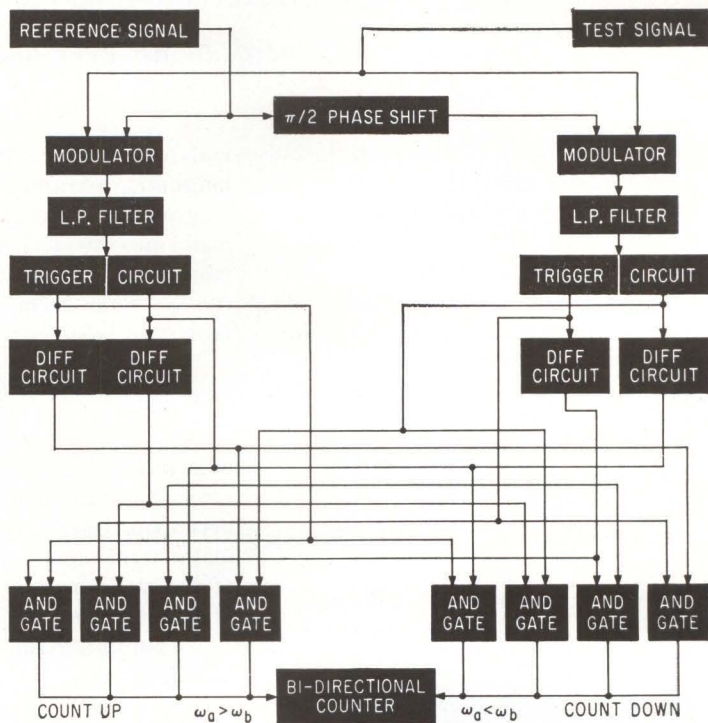 REFERENCE SIGNAL
TEST SIGNAL
π/2 PHASE SHIFT
MODULATOR
MODULATOR
L.P. FILTER
L.P. FILTER
TRIGGER CIRCUIT
TRIGGER CIRCUIT
DIFF CIRCUIT
DIFF CIRCUIT
DIFF CIRCUIT
DIFF CIRCUIT
AND GATE
AND GATE
AND GATE
AND GATE
AND GATE
AND GATE
AND GATE
AND GATE
COUNT UP
ωa>ωb
BI-DIRECTIONAL
COUNTER
ωa<ωb
COUNT DOWN